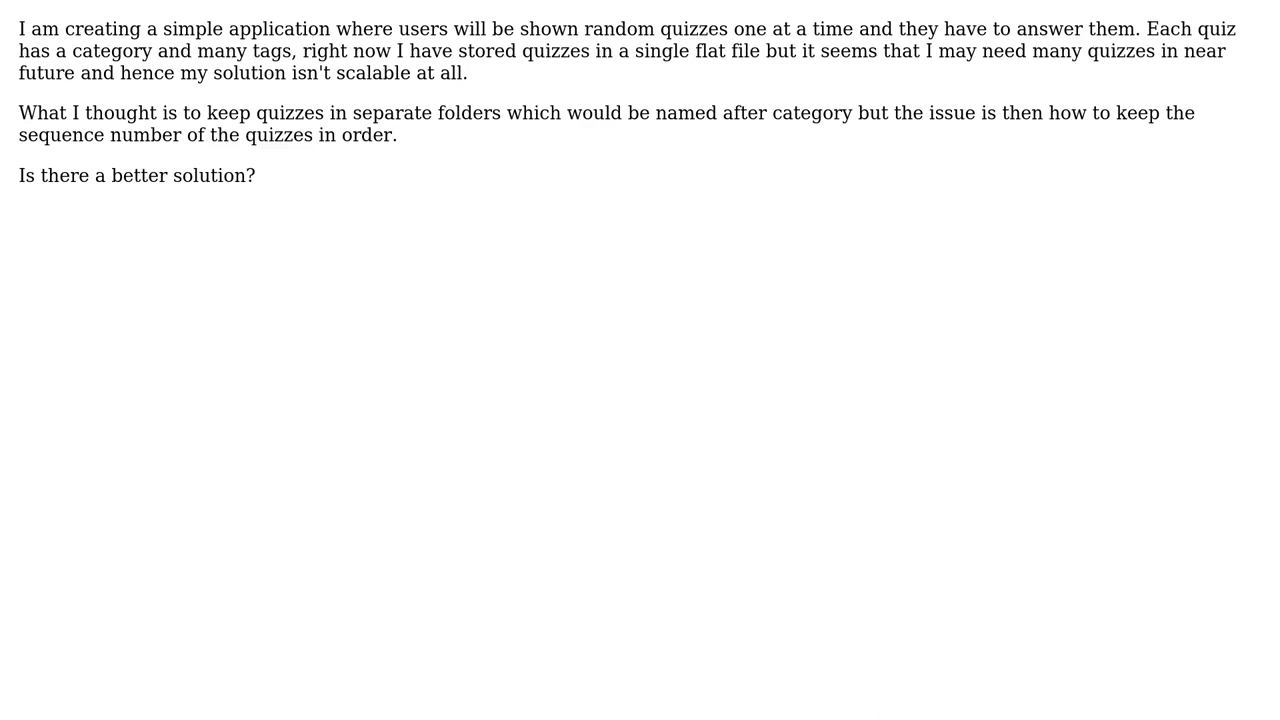 I am creating a simple application where users will be shown random quizzes one at a time and they have to answer them. Each quiz
has a category and many tags, right now I have stored quizzes in a single flat file but it seems that I may need many quizzes in near
future and hence my solution isn't scalable at all.
What I thought is to keep quizzes in separate folders which would be named after category but the issue is then how to keep the
sequence number of the quizzes in order.
Is there a better solution?